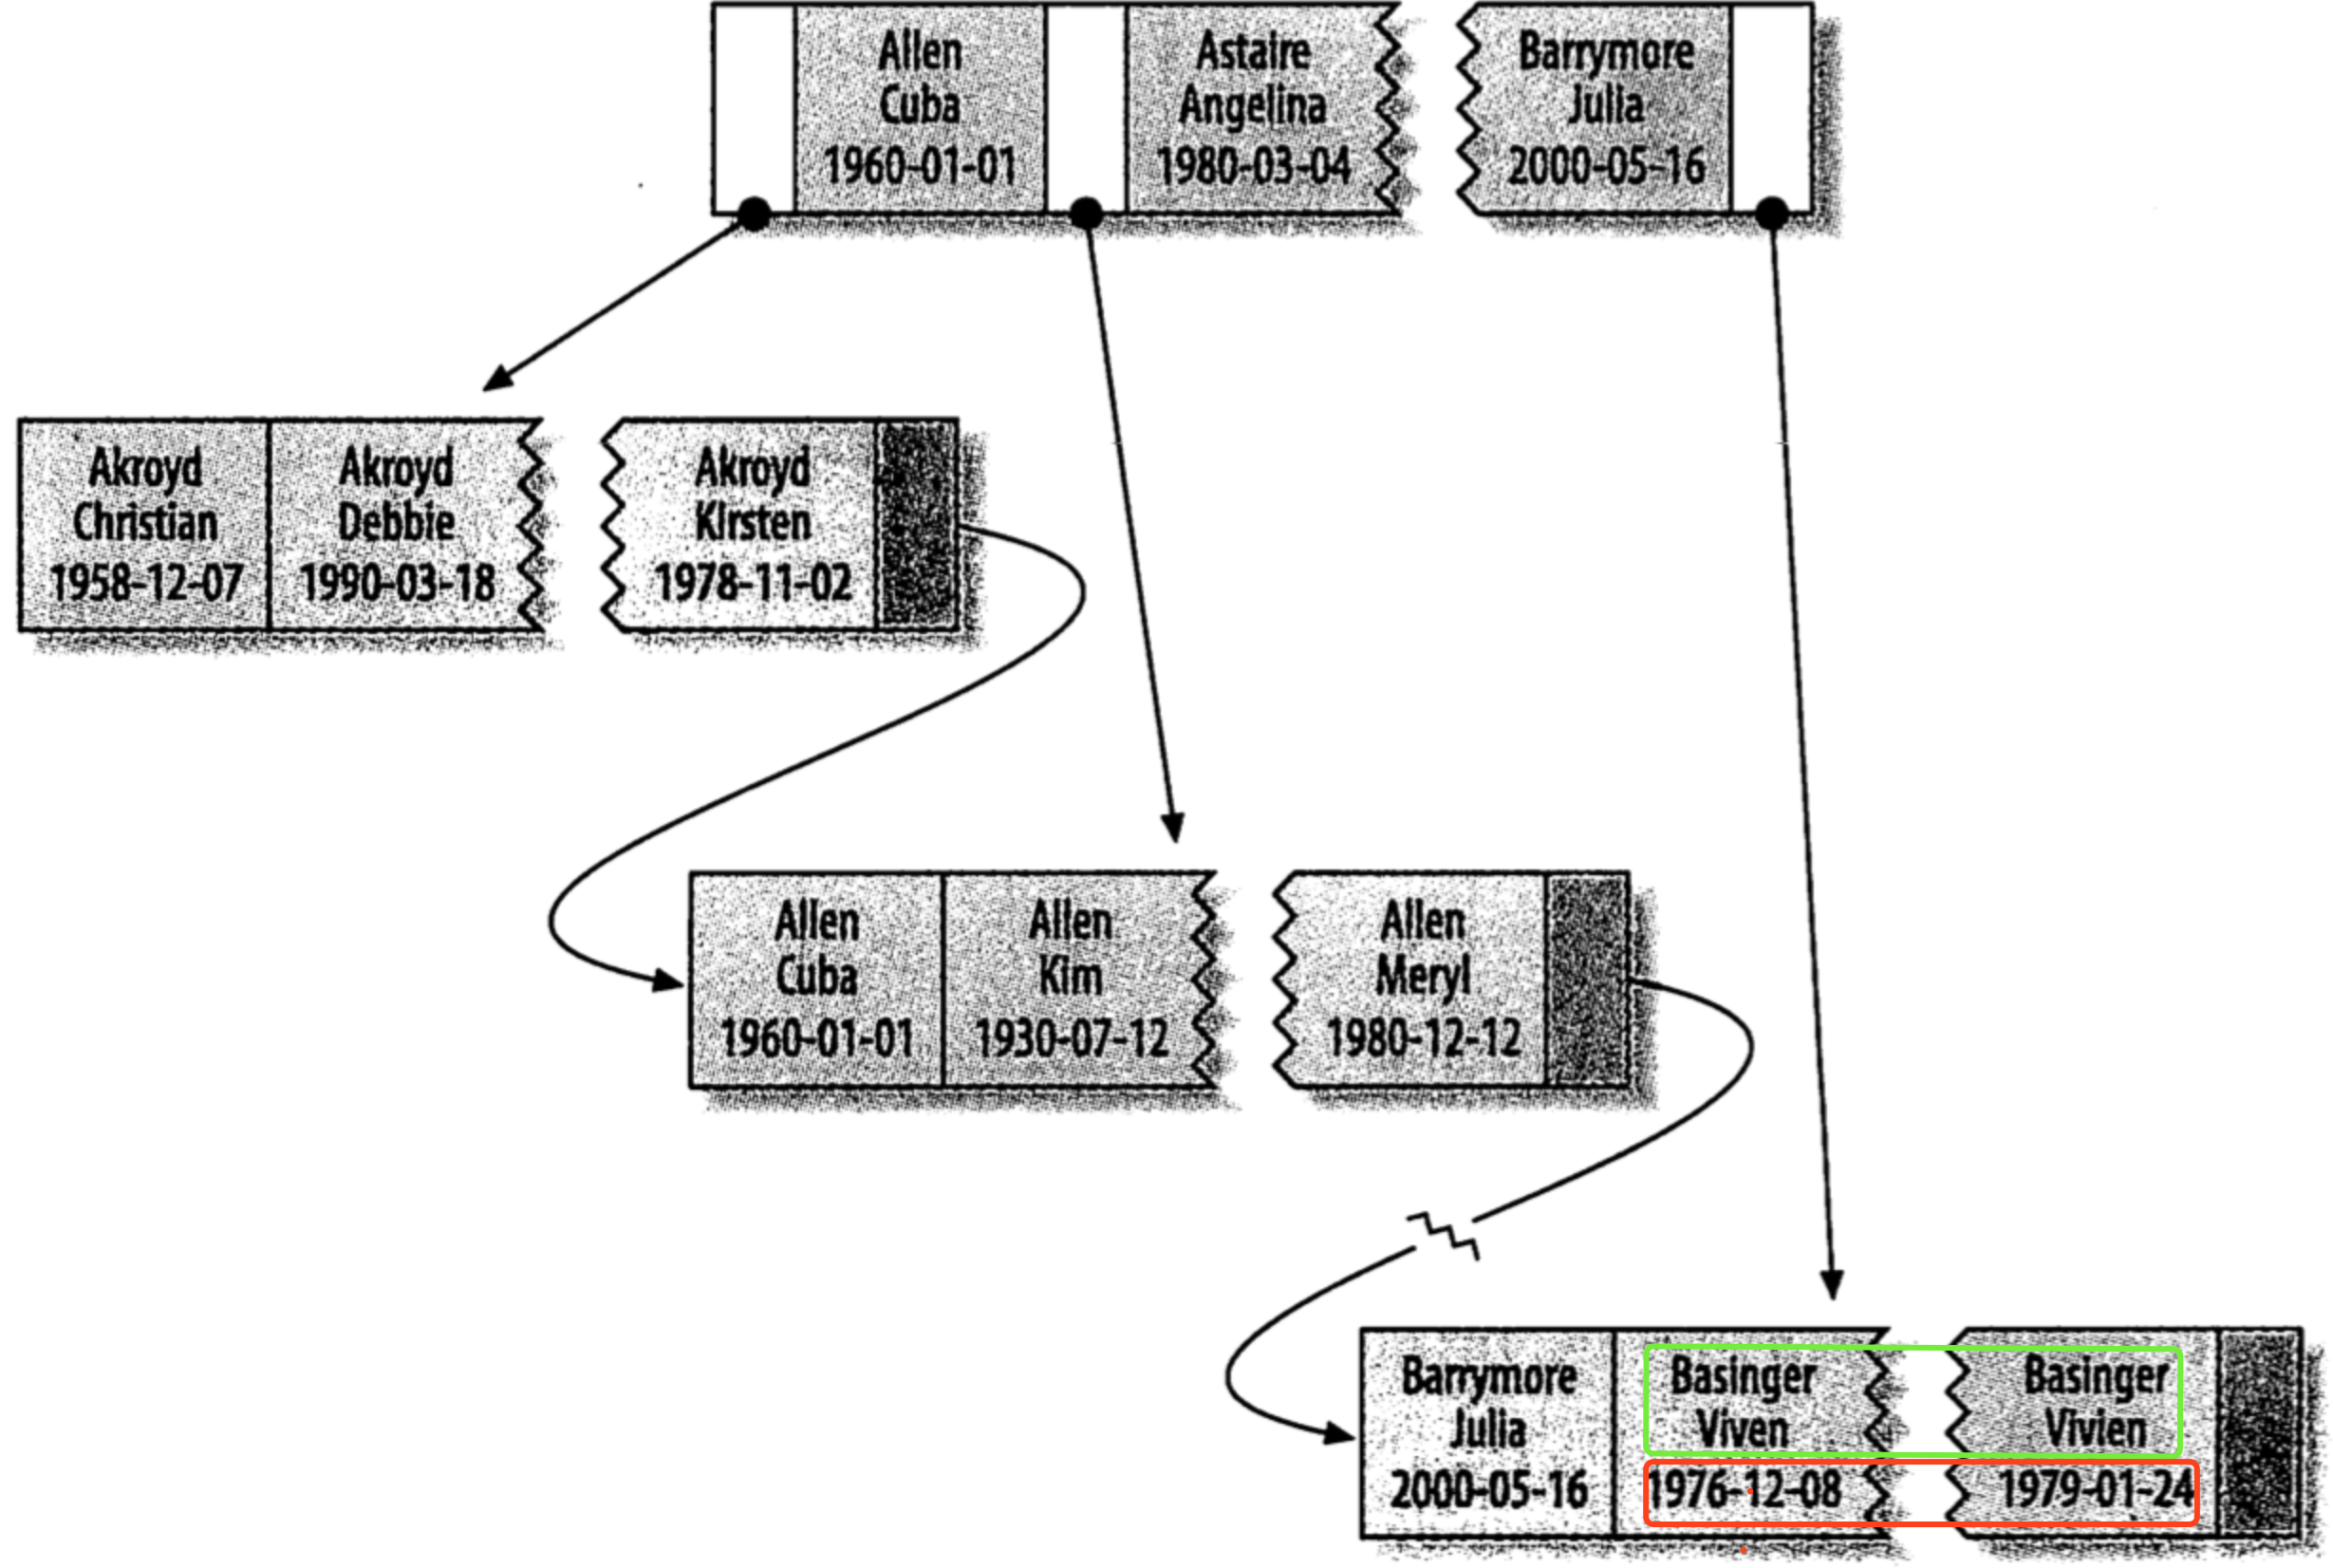 Allen
Cuba
1960-01-01
Astaire
Angelina
1980-03-04
Barrymore
Julia
2000-05-16
Akroyd
Christian
1958-12-07
Akroyd
Debbie
1990-03-18
Akroyd
Kirsten
1978-11-02
Allen
Cuba
1960-01-01
Allen
Kim
1930-07-12
Allen
Meryl
1980-12-12
Barrymore
Julia
2000-05-16
Basinger
Viven
1976-12-08
Basinger
Vivien
1979-01-24